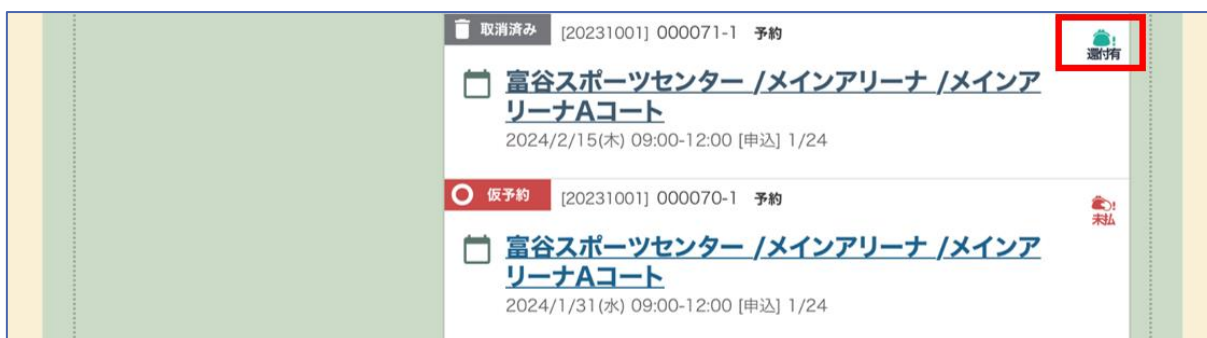 取消済み [20231001] 000071-1 予約
還付有
富谷スポーツセンター /メインアリーナ /メインア
リーナAコート
2024/2/15(木) 09:00-12:00 [申込] 1/24
仮予約 [20231001] 000070-1 予約
未払
富谷スポーツセンター /メインアリーナ /メインア
リーナAコート
2024/1/31(水) 09:00-12:00 [申込] 1/24